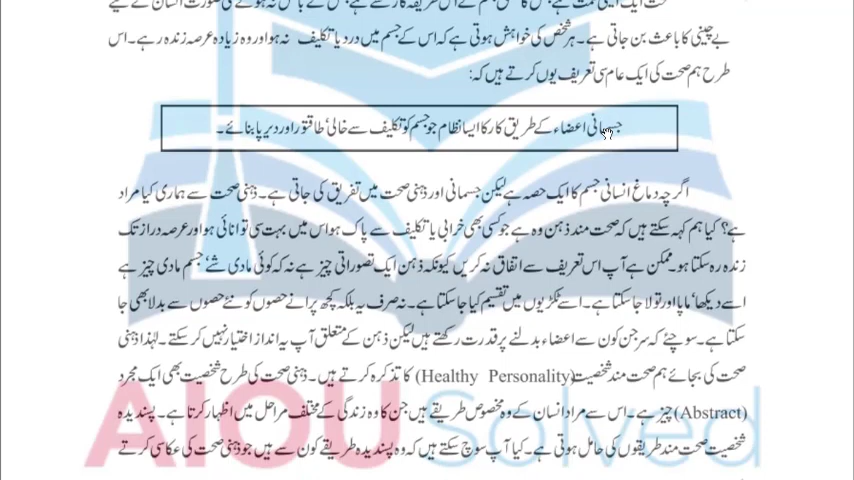 صحت ایک ایسی
بے چینی کا باعث بن جاتی ہے۔ ہر شخص کی خواہش ہوتی ہے کہ اس کے جسم میں درد یا تکلیف نہ ہو اور وہ زیادہ عرصہ زندہ رہے۔ اس
طرح ہم صحت کی ایک عام سی تعریف یوں کرتے ہیں کہ:
جسمانی اعضاء کے طریق کار کا ایسا نظام جو جسم کو تکلیف سے خالی‘ طاقتور اور دیر پا بنائے۔
اگرچہ دماغ انسانی جسم کا ایک حصہ ہے لیکن جسمانی اور ذہنی صحت میں تفریق کی جاتی ہے۔ ذہنی صحت سے ہماری کیا مراد
ہے؟ کیا ہم کہہ سکتے ہیں کہ صحت مند ذہن وہ ہے جو کسی بھی خرابی یا تکلیف سے پاک ہو اس میں بہت سی توانائی ہو اور عرصہ دراز تک
زندہ رہ سکتا ہو۔ ممکن ہے آپ اس تعریف سے اتفاق نہ کریں کیونکہ ذہن ایک تصوراتی چیز ہے نہ کہ کوئی مادی شے‘ جسم مادی چیز ہے
اسے دیکھا‘ ماپا اور تولا جا سکتا ہے۔ اسے ٹکڑیوں میں تقسیم کیا جا سکتا ہے۔ نہ صرف یہ بلکہ کچھ پرانے حصوں کو نئے حصوں سے بدلا بھی جا
سکتا ہے۔ سوچئے کہ سرجن کون سے اعضاء بدلنے پر قدرت رکھتے ہیں لیکن ذہن کے متعلق آپ یہ انداز اختیار نہیں کر سکتے۔ لہٰذا ذہنی
صحت کی بجائے ہم صحت مند شخصیت (Healthy Personality) کا تذکرہ کرتے ہیں۔ ذہنی صحت کی طرح شخصیت بھی ایک مجرد
(Abstract) چیز ہے۔ اس سے مراد انسان کے وہ مخصوص طریقے ہیں جن کا وہ زندگی کے مختلف مراحل میں اظہار کرتا ہے۔ پسندیدہ
شخصیت صحت مند طریقوں کی حامل ہوتی ہے۔ کیا آپ سوچ سکتے ہیں کہ وہ پسندیدہ طریقے کون سے ہیں جو ذہنی صحت کی عکاسی کرتے
AIOU Solved